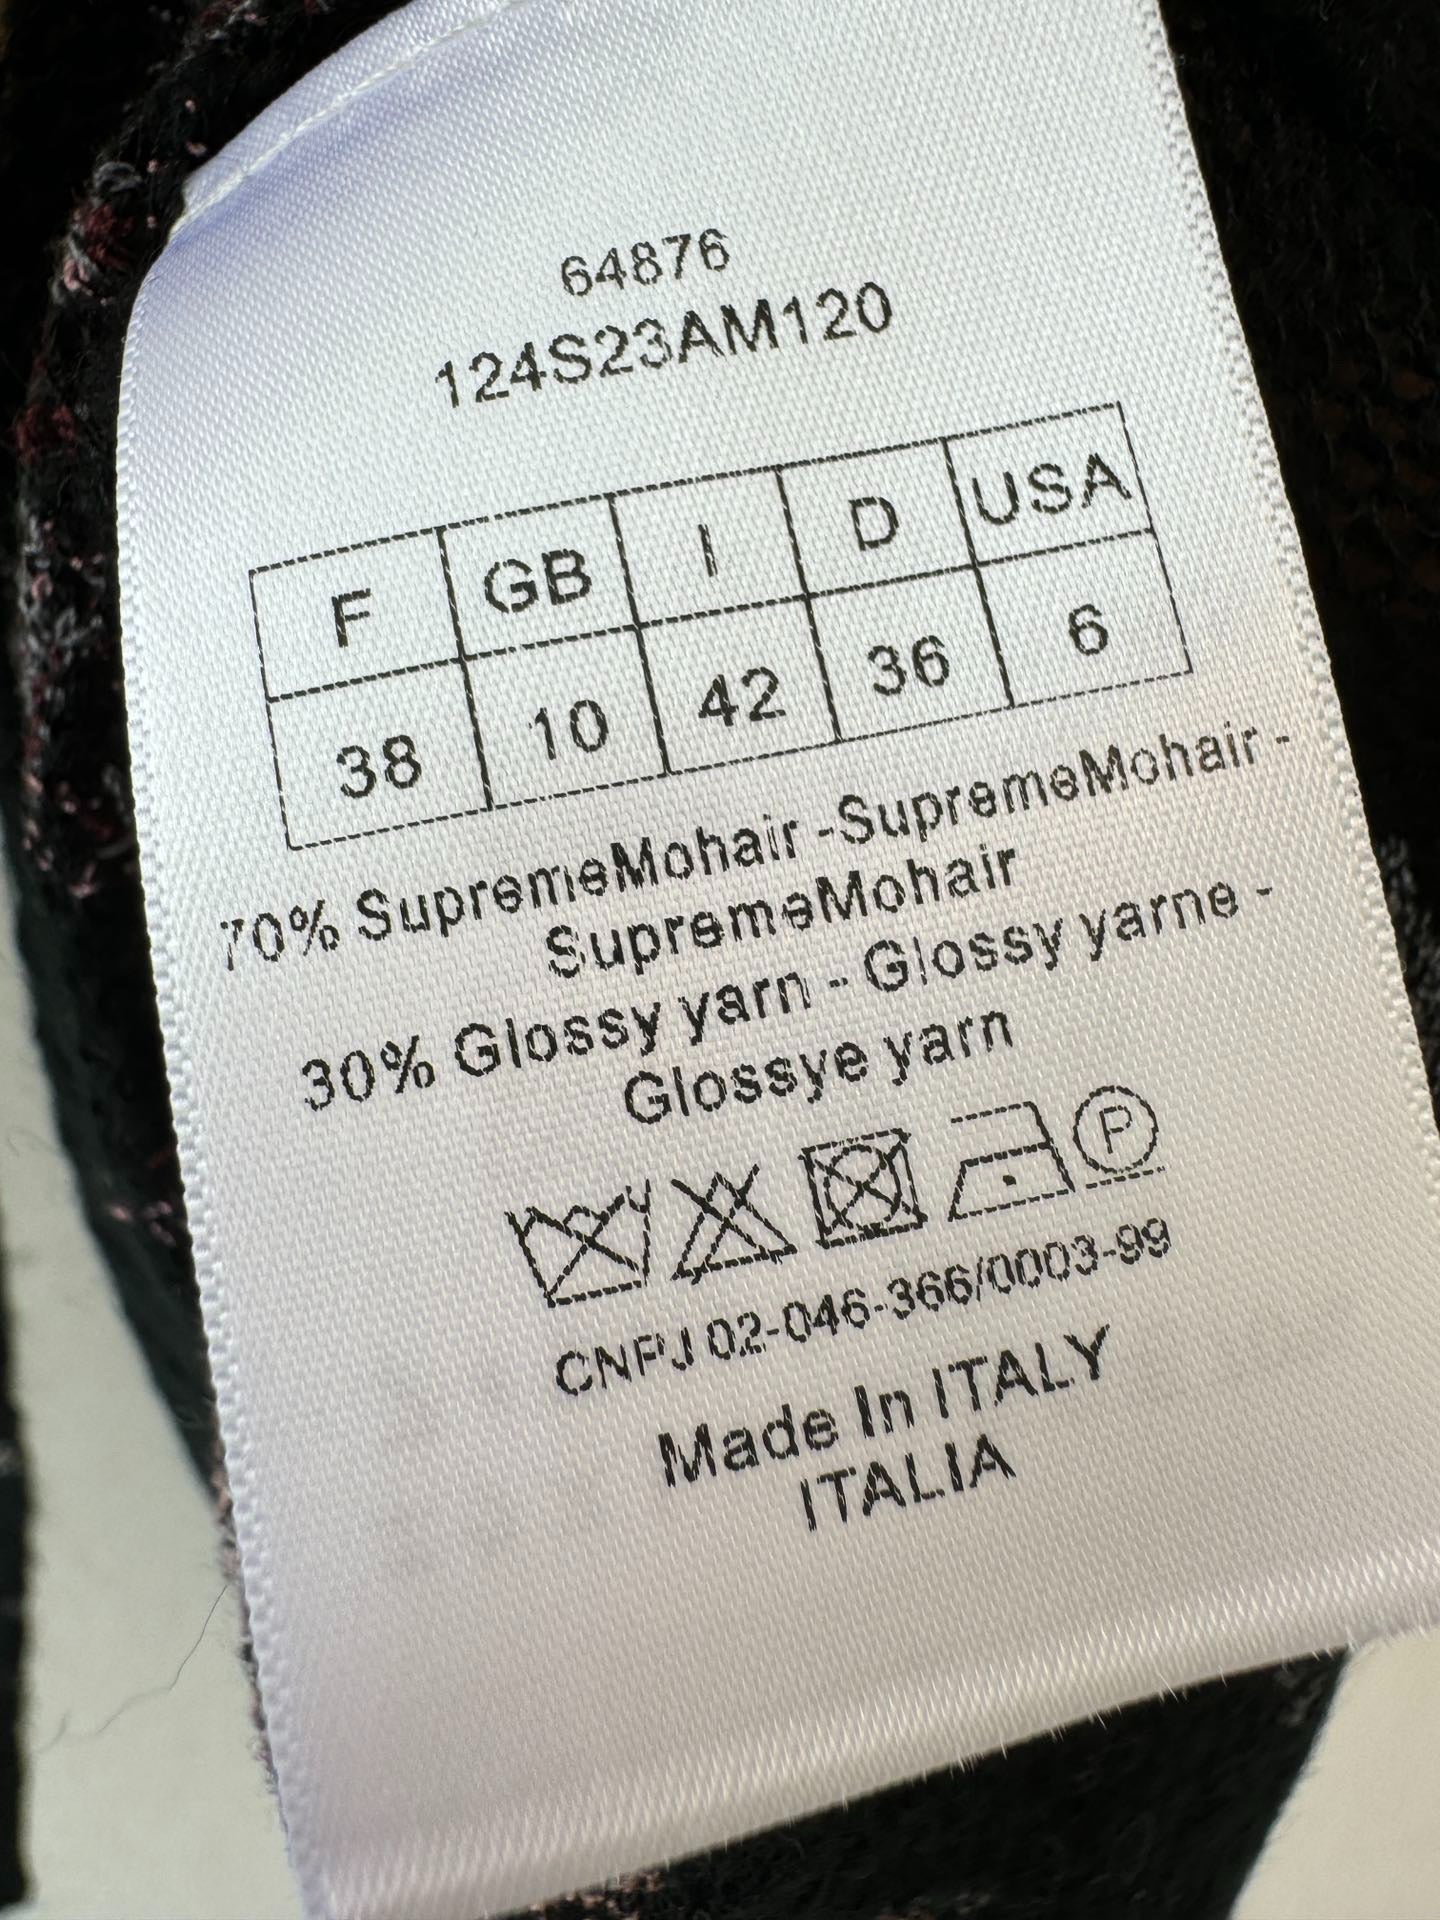 64876
124S23AM120
F GB I D USA
38 10 42 36 6
70% SupremeMohair -SupremeMohair -
SupremeMohair
30% Glossy yarn - Glossy yarne -
Glossye yarn
P
CNPJ 02-046-366/0003-99
Made In ITALY
ITALIA